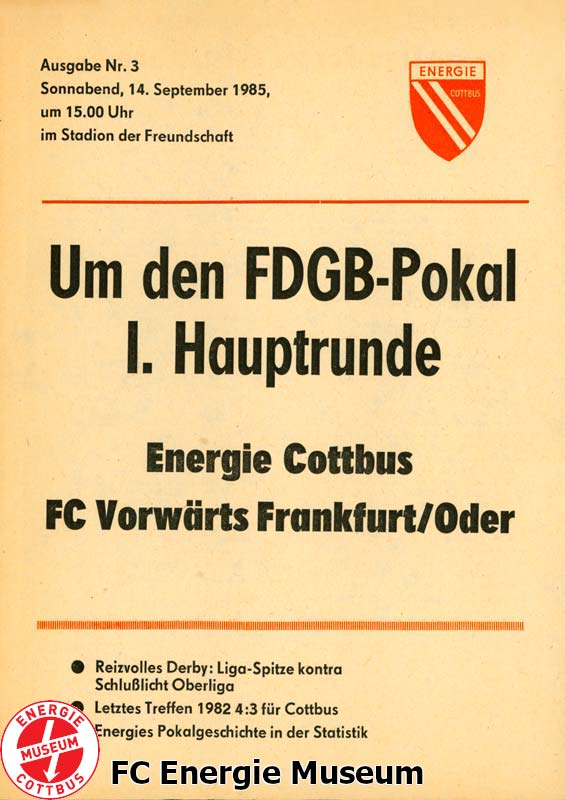 Ausgabe Nr. 3
Sonnabend, 14. September 1985,
um 15.00 Uhr
im Stadion der Freundschaft
ENERGIE
COTTBUS
Um den FDGB-Pokal
I. Hauptrunde
Energie Cottbus
FC Vorwärts Frankfurt/Oder
● Reizvolles Derby: Liga-Spitze kontra
Schlußlicht Oberliga
● Letztes Treffen 1982 4:3 für Cottbus
Energies Pokalgeschichte in der Statistik
ENERGIE
MUSEUM
COTTBUS
FC Energie Museum